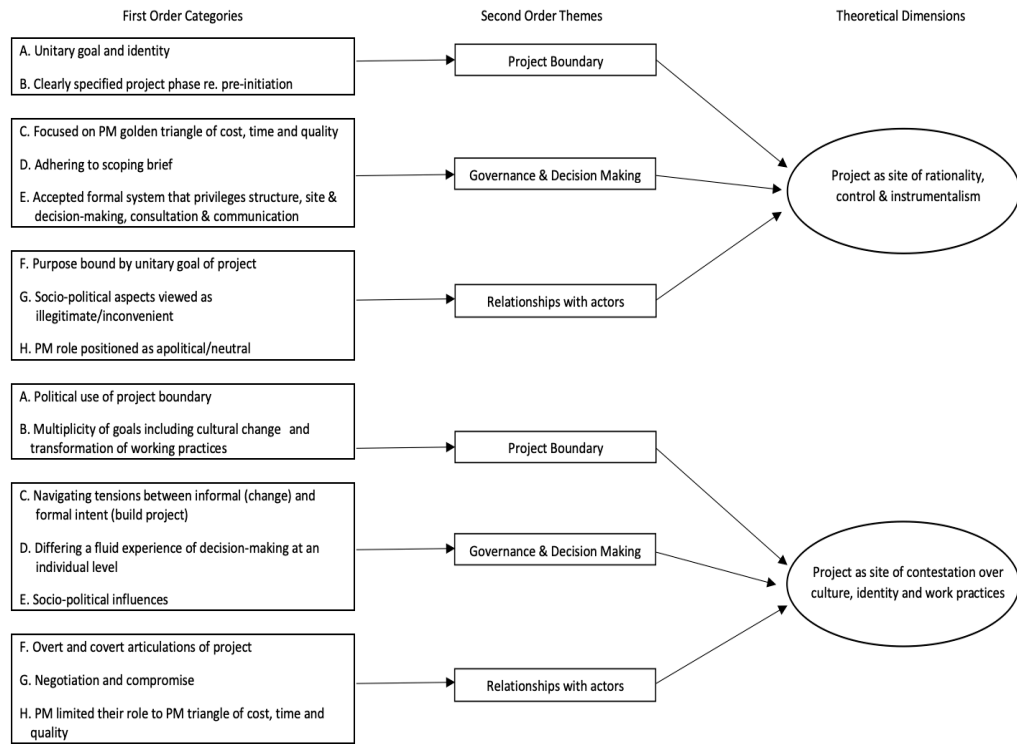 First Order Categories
Second Order Themes
Theoretical Dimensions
A. Unitary goal and identity
B. Clearly specified project phase re. pre-initiation
Project Boundary
C. Focused on PM golden triangle of cost, time and quality
D. Adhering to scoping brief
E. Accepted formal system that privileges structure, site &
decision-making, consultation & communication
Governance & Decision Making
F. Purpose bound by unitary goal of project
G. Socio-political aspects viewed as
illegitimate/inconvenient
H. PM role positioned as apolitical/neutral
Relationships with actors
Project as site of rationality,
control & instrumentalism
A. Political use of project boundary
B. Multiplicity of goals including cultural change and
transformation of working practices
Project Boundary
C. Navigating tensions between informal (change) and
formal intent (build project)
D. Differing a fluid experience of decision-making at an
individual level
E. Socio-political influences
Governance & Decision Making
F. Overt and covert articulations of project
G. Negotiation and compromise
H. PM limited their role to PM triangle of cost, time and
quality
Relationships with actors
Project as site of contestation over
culture, identity and work practices